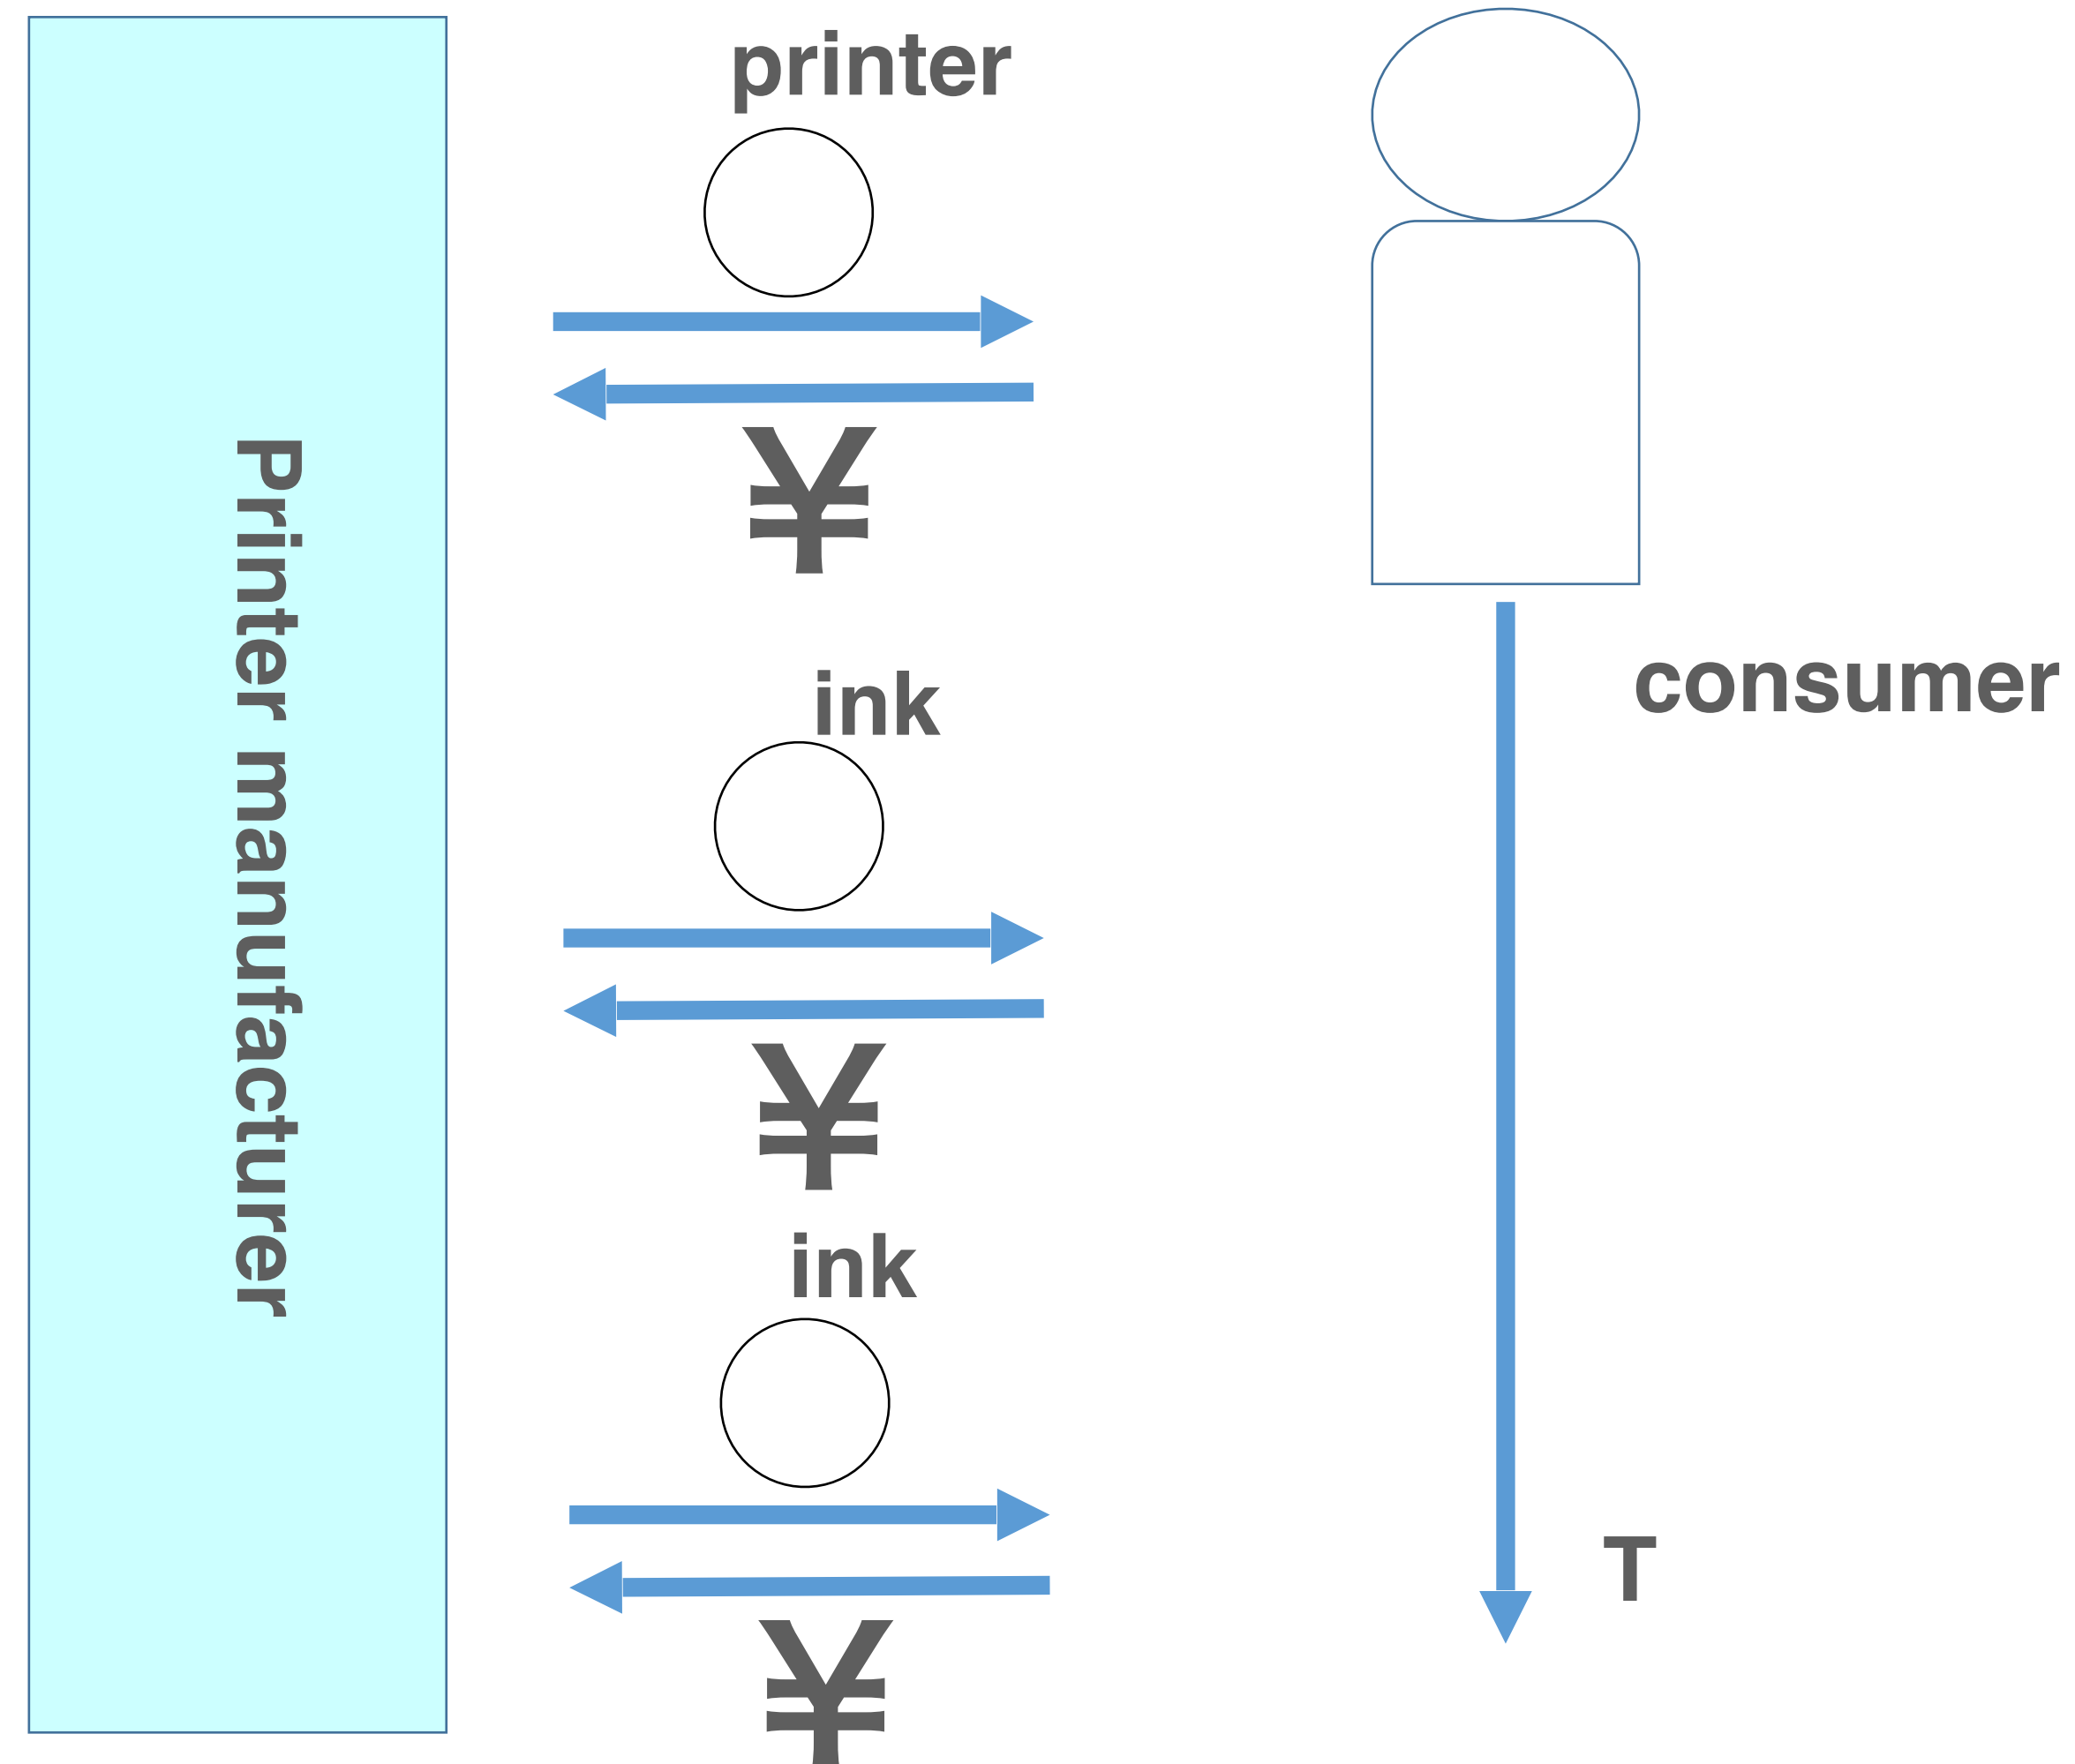 printer
¥
Printer manufacturer
ink
consumer
¥
ink
T
¥